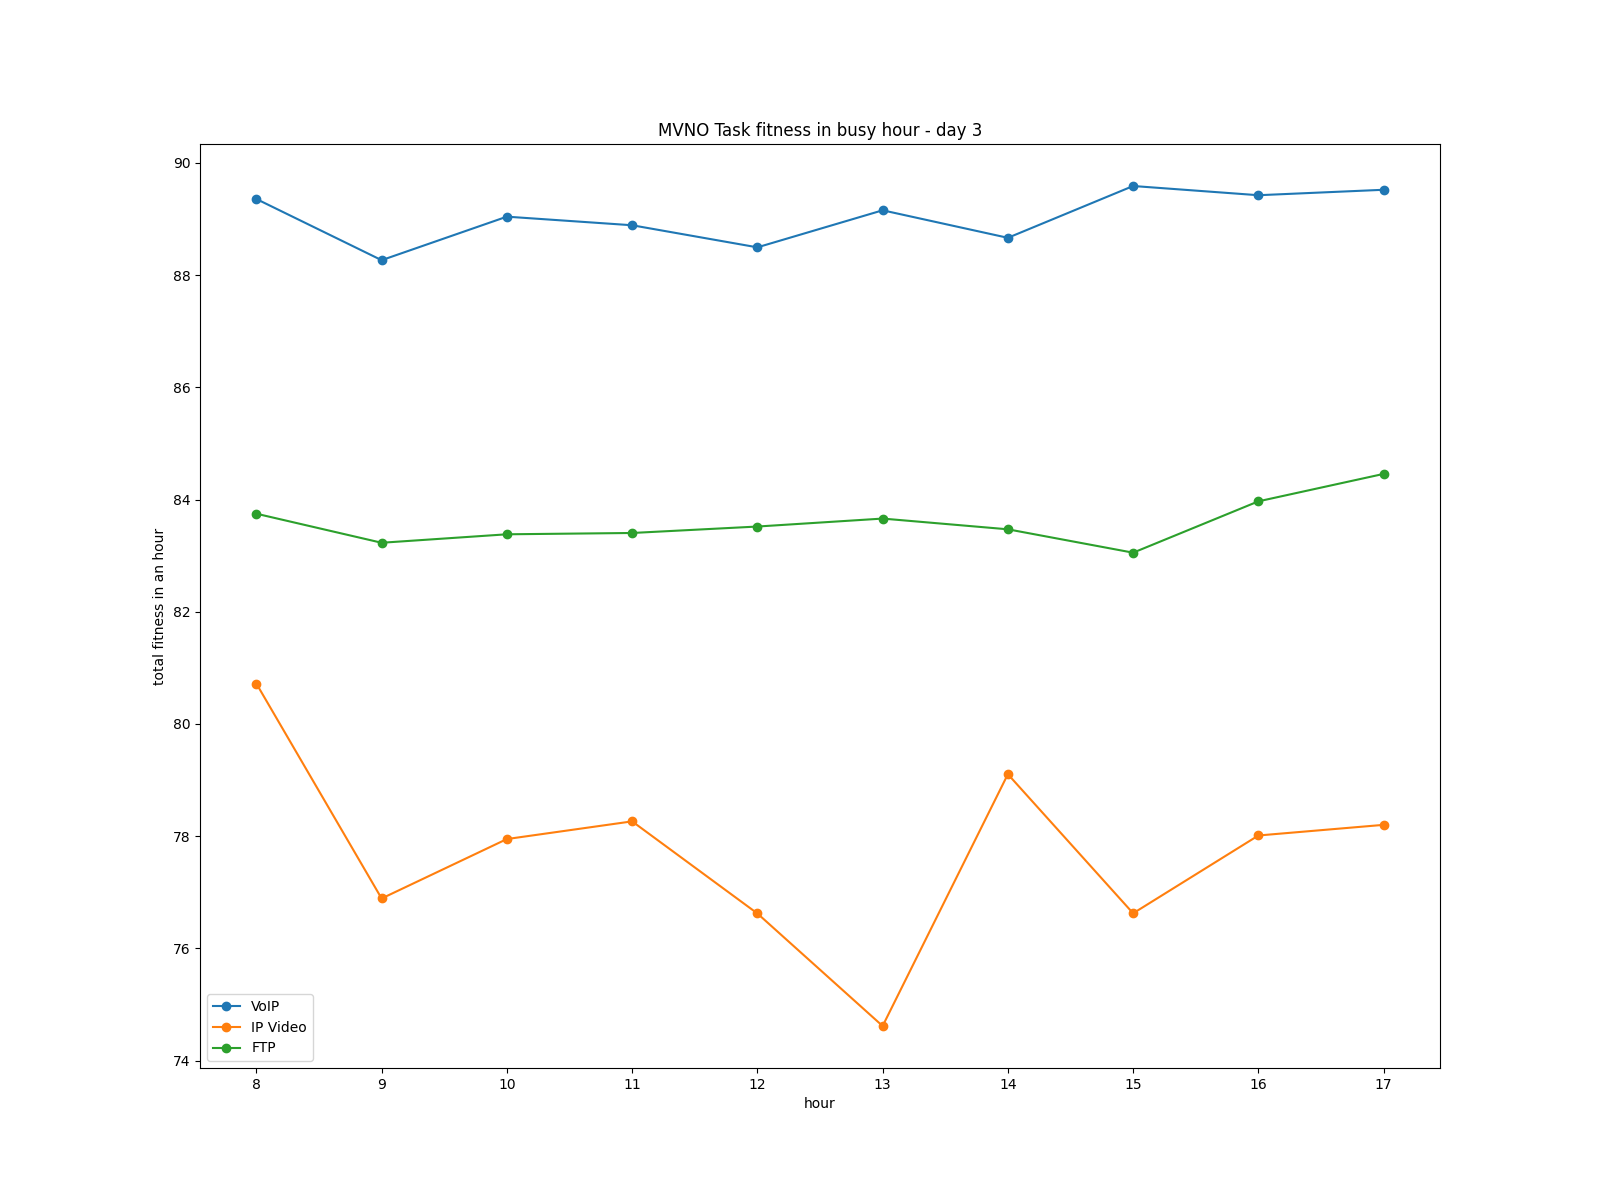 MVNO Task fitness in busy hour - day 3
90
88
86
84
82
80
78
76
74
total fitness in an hour
VoIP
IP Video
FTP
8 9 10 11 12 13 14 15 16 17
hour